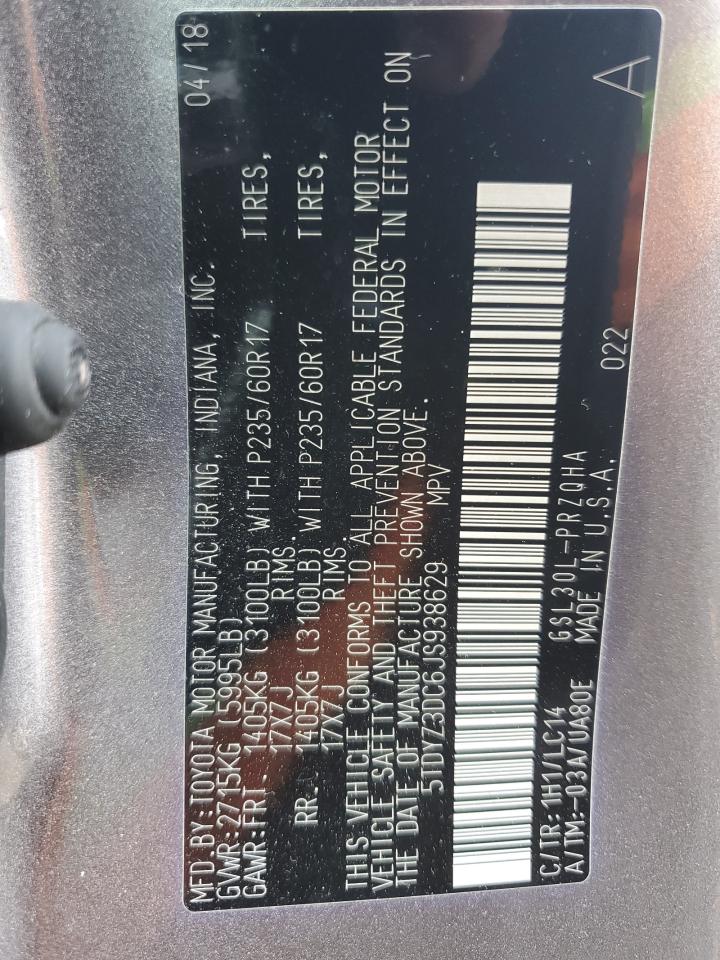 MFD.BY:TOYOTA MOTOR MANUFACTURING, INDIANA, INC. 04/18
GVWR:2715KG (5995LB)
GAWR:FRT. 1405KG (3100LB) WITH P235/60R17 TIRES,
17X7J RIMS.
RR. 1405KG (3100LB) WITH P235/60R17 TIRES,
17X7J RIMS.
THIS VEHICLE CONFORMS TO ALL APPLICABLE FEDERAL MOTOR
VEHICLE SAFETY AND THEFT PREVENTION STANDARDS IN EFFECT ON
THE DATE OF MANUFACTURE SHOWN ABOVE.
5TDYZ3DC6JS938629 MPV
C/TR:1H1/LC14 GSL30L-PRZQHA 022 A
A/TM:-03A/UA80E MADE IN U.S.A.